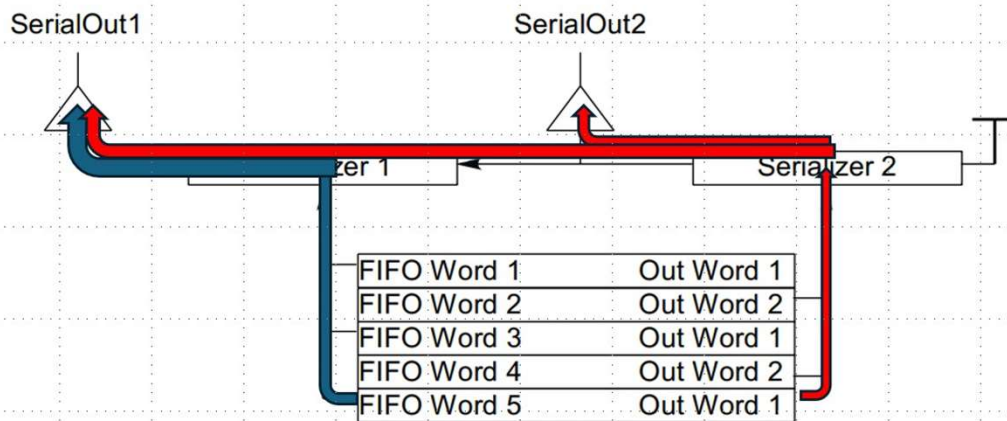 SerialOut1 SerialOut2
zer 1 Serializer 2
FIFO Word 1 Out Word 1
FIFO Word 2 Out Word 2
FIFO Word 3 Out Word 1
FIFO Word 4 Out Word 2
FIFO Word 5 Out Word 1